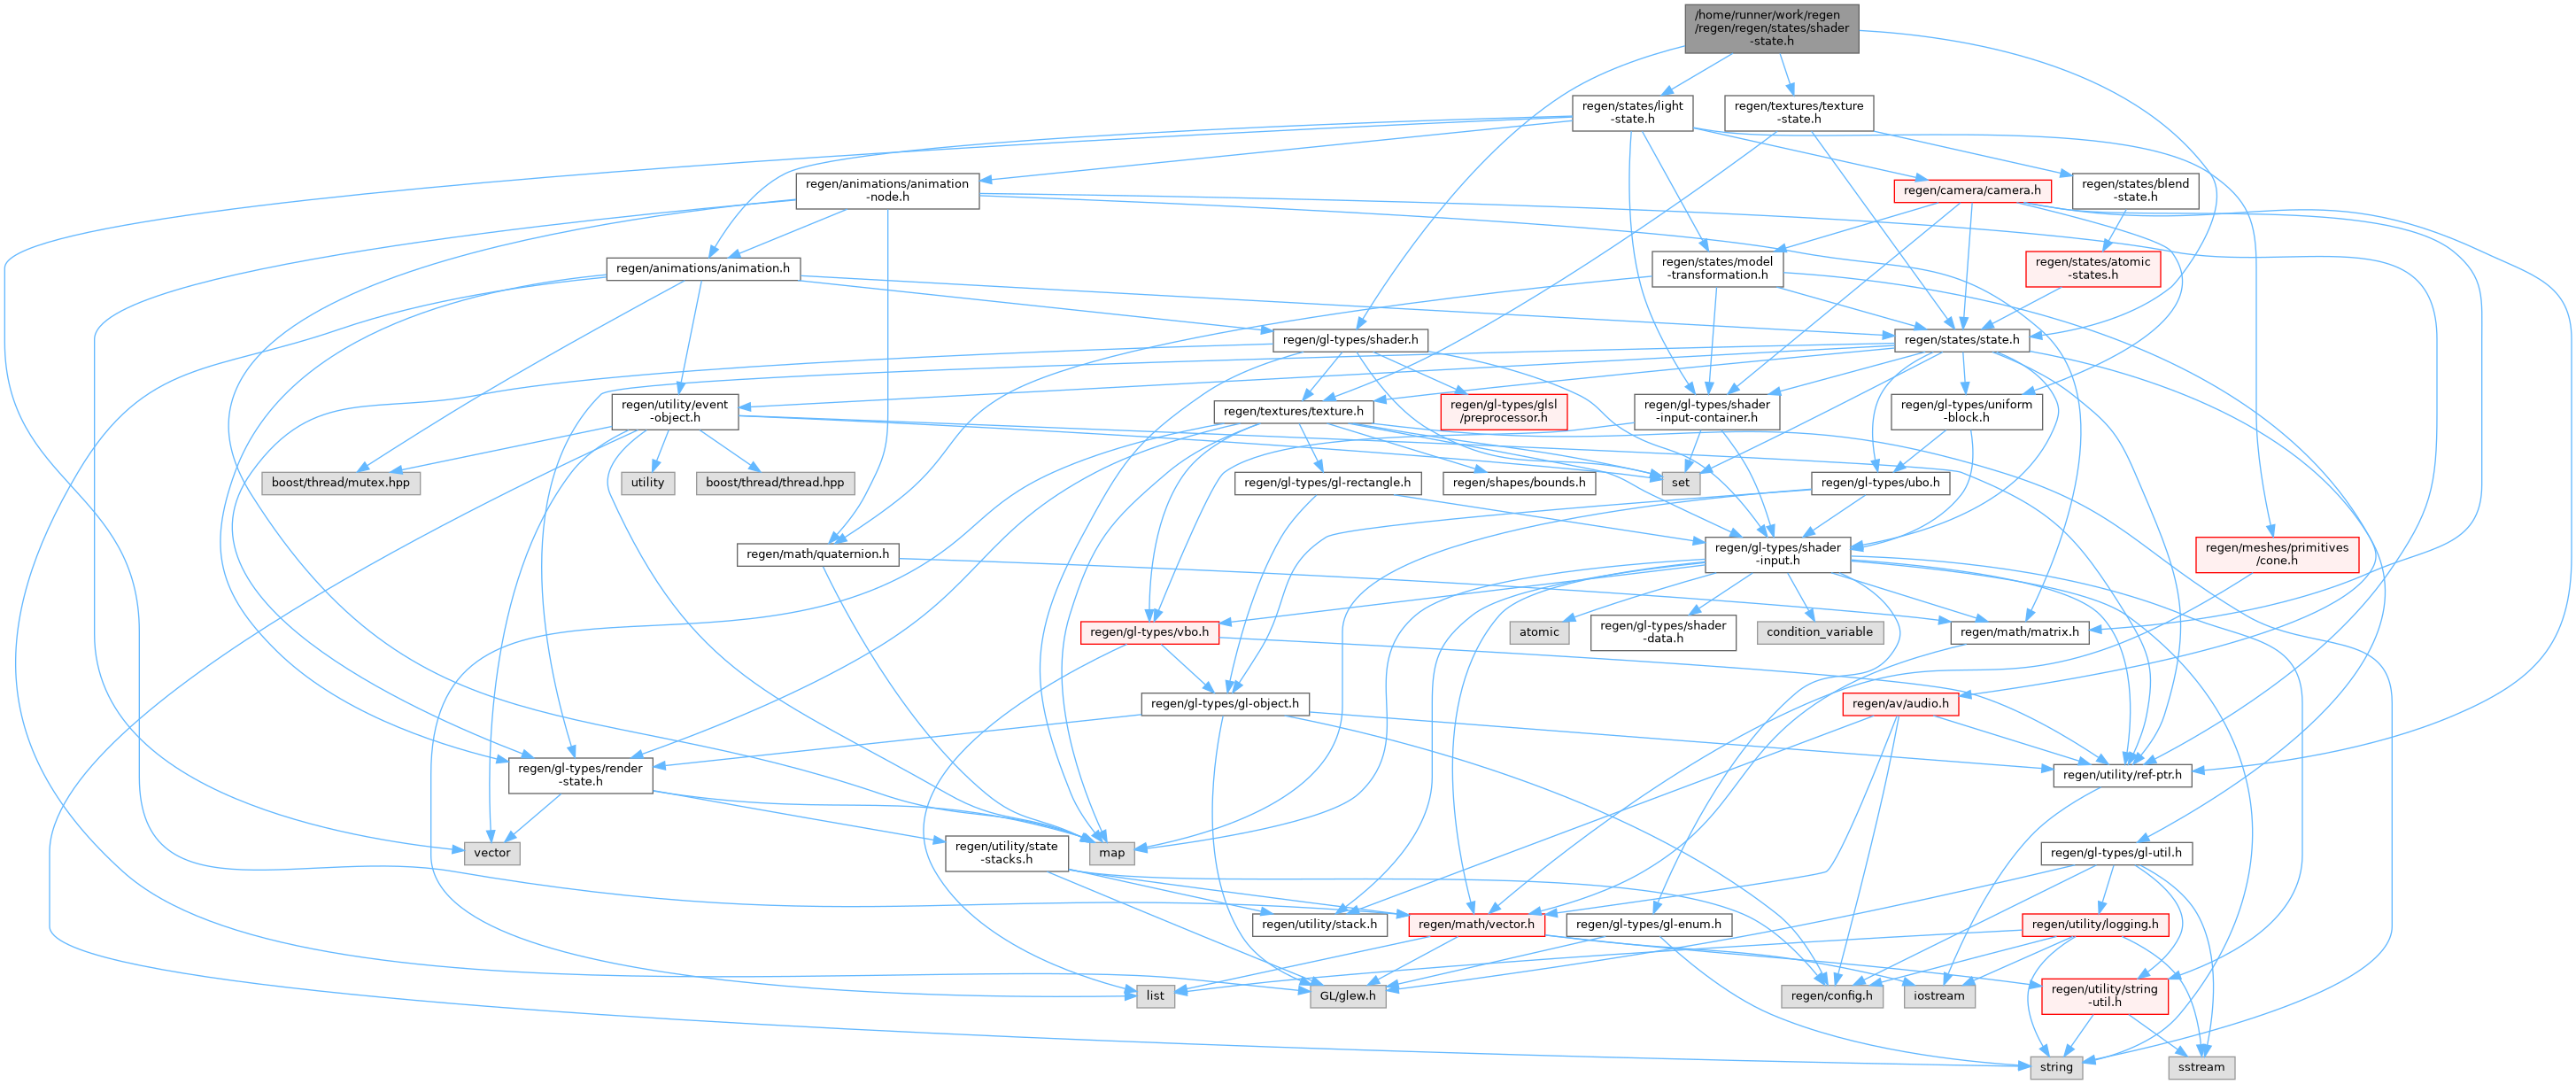 /home/runner/work/regen
/regen/regen/states/shader
-state.h
regen/states/light
-state.h
regen/textures/texture
-state.h
regen/animations/animation
-node.h
regen/camera/camera.h
regen/states/blend
-state.h
regen/animations/animation.h
regen/states/model
-transformation.h
regen/states/atomic
-states.h
regen/gl-types/shader.h
regen/states/state.h
regen/utility/event
-object.h
regen/textures/texture.h
regen/gl-types/glsl
/preprocessor.h
regen/gl-types/shader
-input-container.h
regen/gl-types/uniform
-block.h
boost/thread/mutex.hpp
utility
boost/thread/thread.hpp
regen/gl-types/gl-rectangle.h
regen/shapes/bounds.h
set
regen/gl-types/ubo.h
regen/math/quaternion.h
regen/gl-types/shader
-input.h
regen/meshes/primitives
/cone.h
regen/gl-types/vbo.h
atomic
regen/gl-types/shader
-data.h
condition_variable
regen/math/matrix.h
regen/gl-types/gl-object.h
regen/av/audio.h
regen/gl-types/render
-state.h
regen/utility/ref-ptr.h
vector
regen/utility/state
-stacks.h
map
regen/gl-types/gl-util.h
regen/utility/stack.h
regen/math/vector.h
regen/gl-types/gl-enum.h
regen/utility/logging.h
list
GL/glew.h
regen/config.h
iostream
regen/utility/string
-util.h
string
sstream